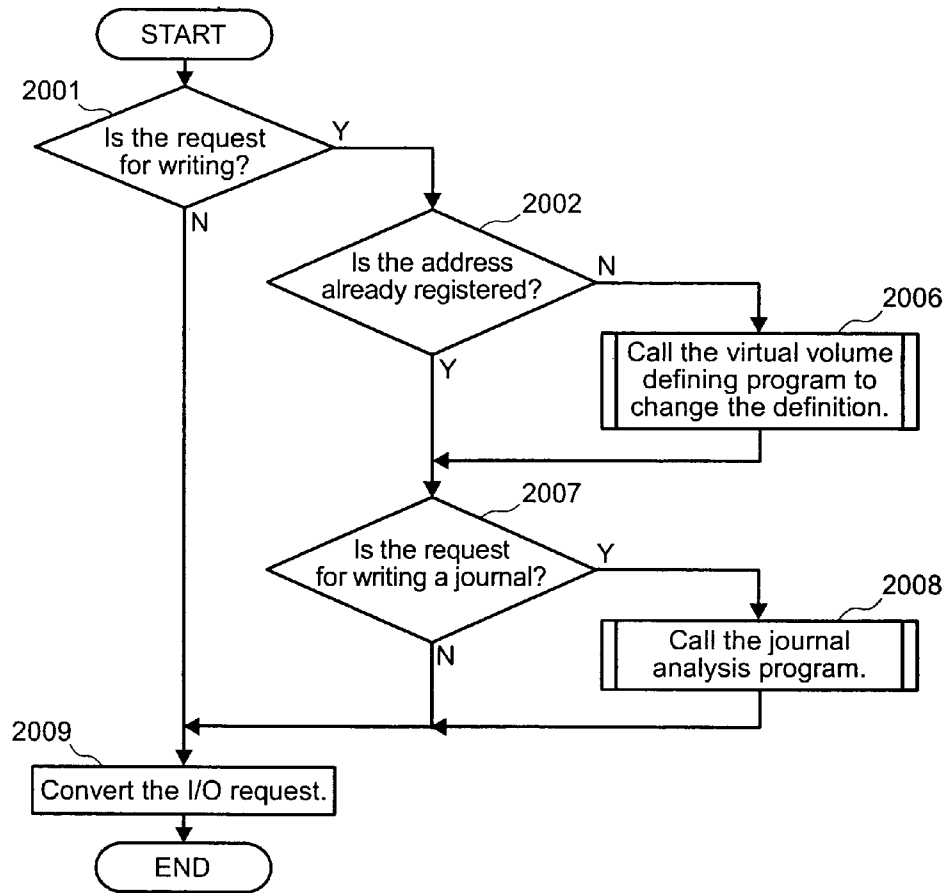 START
2001
Is the request
for writing?
Y
N
2002
Is the address
already registered?
N
Y
2006
Call the virtual volume
defining program to
change the definition.
2007
Is the request
for writing a journal?
Y
N
2008
Call the journal
analysis program.
2009
Convert the I/O request.
END